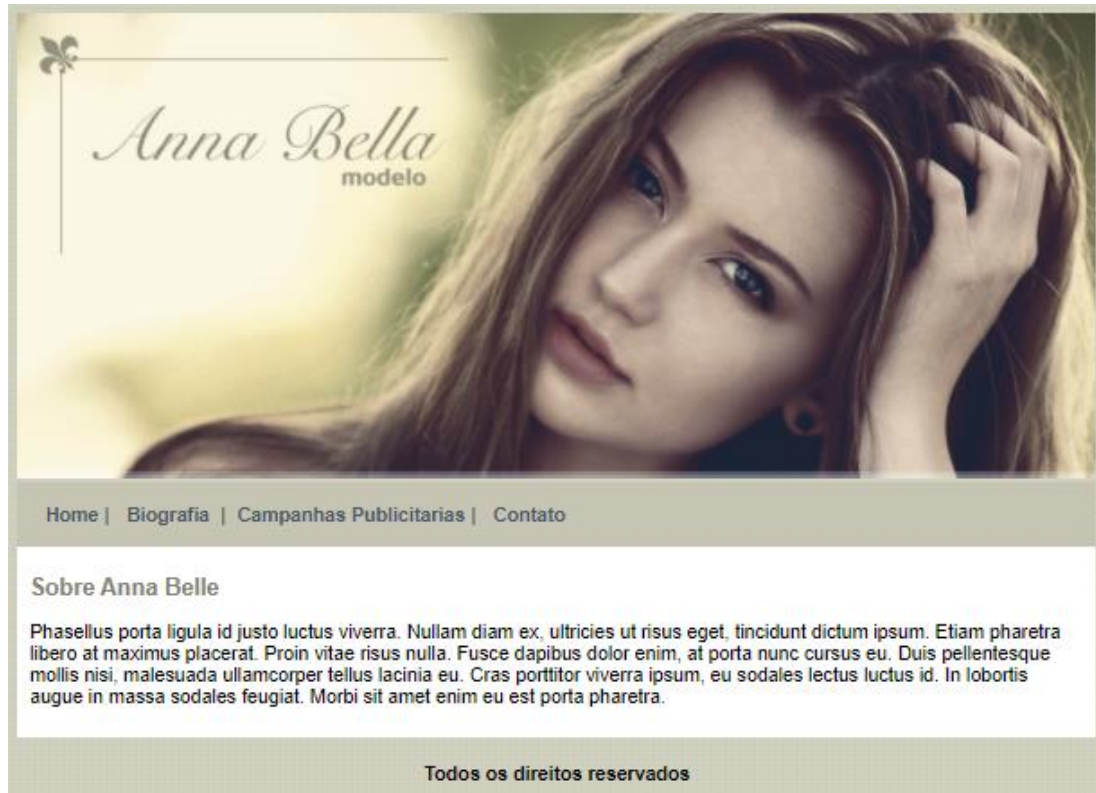 Anna Bella
modelo
Home | Biografia | Campanhas Publicitarias | Contato
Sobre Anna Belle
Phasellus porta ligula id justo luctus viverra. Nullam diam ex, ultricies ut risus eget, tincidunt dictum ipsum. Etiam pharetra
libero at maximus placerat. Proin vitae risus nulla. Fusce dapibus dolor enim, at porta nunc cursus eu. Duis pellentesque
mollis nisi, malesuada ullamcorper tellus lacinia eu. Cras porttitor viverra ipsum, eu sodales lectus luctus id. In lobortis
augue in massa sodales feugiat. Morbi sit amet enim eu est porta pharetra.
Todos os direitos reservados